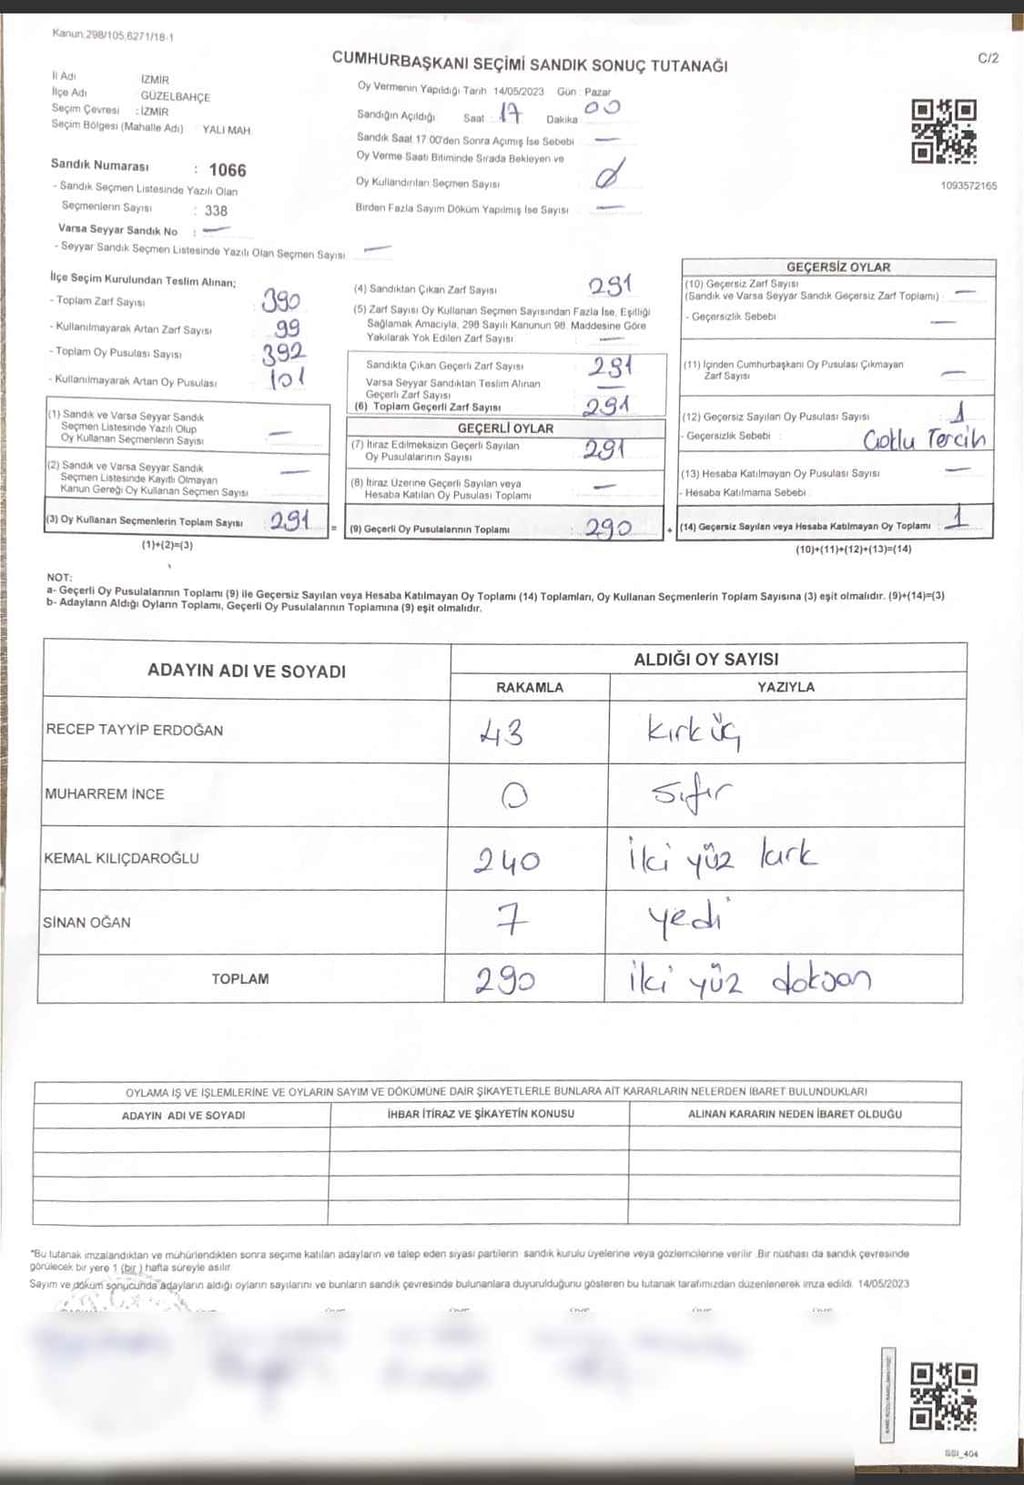 Kanun:298/105,6271/18-1
C/2
CUMHURBAŞKANI SEÇİMİ SANDIK SONUÇ TUTANAĞI
İl Adı İZMİR
İlçe Adı GÜZELBAHÇE
Seçim Çevresi : İZMİR
Seçim Bölgesi (Mahalle Adı) YALI MAH.
Oy Vermenin Yapıldığı Tarih 14/05/2023 Gün : Pazar
Sandığın Açıldığı Saat : 17 Dakika 00
Sandık Saat 17.00'den Sonra Açımış İse Sebebi —
Oy Verme Saati Bitiminde Sırada Bekleyen ve
Oy Kullandırılan Seçmen Sayısı
Birden Fazla Sayım Döküm Yapılmış İse Sayısı —
1093572165
Sandık Numarası : 1066
- Sandık Seçmen Listesinde Yazılı Olan
Seçmenlerin Sayısı : 338
Varsa Seyyar Sandık No : —
- Seyyar Sandık Seçmen Listesinde Yazılı Olan Seçmen Sayısı —
İlçe Seçim Kurulundan Teslim Alınan;
- Toplam Zarf Sayısı 390
- Kullanılmayarak Artan Zarf Sayısı 99
- Toplam Oy Pusulası Sayısı 392
- Kullanılmayarak Artan Oy Pusulası 101
(1) Sandık ve Varsa Seyyar Sandık
Seçmen Listesinde Yazılı Olup
Oy Kullanan Seçmenlerin Sayısı —
(2) Sandık ve Varsa Seyyar Sandık
Seçmen Listesinde Kayıtlı Olmayan
Kanun Gereği Oy Kullanan Seçmen Sayısı —
(3) Oy Kullanan Seçmenlerin Toplam Sayısı 291 =
(1)+(2)=(3)
(4) Sandıktan Çıkan Zarf Sayısı 291
(5) Zarf Sayısı Oy Kullanan Seçmen Sayısından Fazla İse, Eşitliği
Sağlamak Amacıyla, 298 Sayılı Kanunun 98. Maddesine Göre
Yakılarak Yok Edilen Zarf Sayısı —
Sandıkta Çıkan Geçerli Zarf Sayısı 291
Varsa Seyyar Sandıktan Teslim Alınan
Geçerli Zarf Sayısı —
(6) Toplam Geçerli Zarf Sayısı 291
GEÇERLİ OYLAR
(7) İtiraz Edilmeksizin Geçerli Sayılan
Oy Pusulalarının Sayısı 291
(8) İtiraz Üzerine Geçerli Sayılan veya
Hesaba Katılan Oy Pusulası Toplamı —
(9) Geçerli Oy Pusulalarının Toplamı : 290 +
GEÇERSİZ OYLAR
(10) Geçersiz Zarf Sayısı
(Sandık ve Varsa Seyyar Sandık Geçersiz Zarf Toplamı) —
- Geçersizlik Sebebi —
(11) İçinden Cumhurbaşkanı Oy Pusulası Çıkmayan
Zarf Sayısı —
(12) Geçersiz Sayılan Oy Pusulası Sayısı 1
- Geçersizlik Sebebi : Çoklu Tercih
(13) Hesaba Katılmayan Oy Pusulası Sayısı —
- Hesaba Katılmama Sebebi
(14) Geçersiz Sayılan veya Hesaba Katılmayan Oy Toplamı : 1
(10)+(11)+(12)+(13)=(14)
NOT:
a- Geçerli Oy Pusulalarının Toplamı (9) ile Geçersiz Sayılan veya Hesaba Katılmayan Oy Toplamı (14) Toplamları, Oy Kullanan Seçmenlerin Toplam Sayısına (3) eşit olmalıdır. (9)+(14)=(3)
b- Adayların Aldığı Oyların Toplamı, Geçerli Oy Pusulalarının Toplamına (9) eşit olmalıdır.
ADAYIN ADI VE SOYADI
ALDIĞI OY SAYISI
RAKAMLA YAZIYLA
RECEP TAYYİP ERDOĞAN 43 kırk üç
MUHARREM İNCE 0 sıfır
KEMAL KILIÇDAROĞLU 240 iki yüz kırk
SİNAN OĞAN 7 yedi
TOPLAM 290 iki yüz doksan
OYLAMA İŞ VE İŞLEMLERİNE VE OYLARIN SAYIM VE DÖKÜMÜNE DAİR ŞİKAYETLERLE BUNLARA AİT KARARLARIN NELERDEN İBARET BULUNDUKLARI
ADAYIN ADI VE SOYADI İHBAR İTİRAZ VE ŞİKAYETİN KONUSU ALINAN KARARIN NEDEN İBARET OLDUĞU
*Bu tutanak imzalandıktan ve mühürlendikten sonra seçime katılan adayların ve talep eden siyasi partilerin sandık kurulu üyelerine veya gözlemcilerine verilir. Bir nüshası da sandık çevresinde
görülecek bir yere 1 (bir) hafta süreyle asılır.
Sayım ve döküm sonucunda adayların aldığı oyların sayılarını ve bunların sandık çevresinde bulunanlara duyurulduğunu gösteren bu tutanak tarafımızdan düzenlenerek imza edildi. 14/05/2023
SSI_404